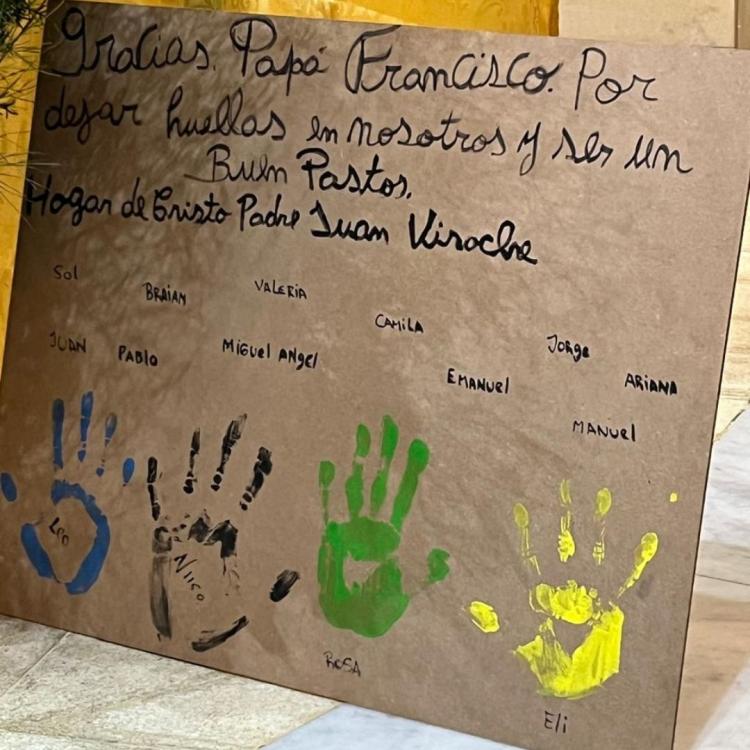 Gracias. Papá Francisco. Por
dejar huellas en nosotros y ser un
Buen Pastor.
Hogar de Cristo Padre Juan Viroche
Sol
BRAIAN
VALERIA
CAMILA
Jorge
ARIANA
JUAN PABLO
MIGUEL ANgel
EMANUEl
MANUEl
Leo
Nico
ROSA
Eli